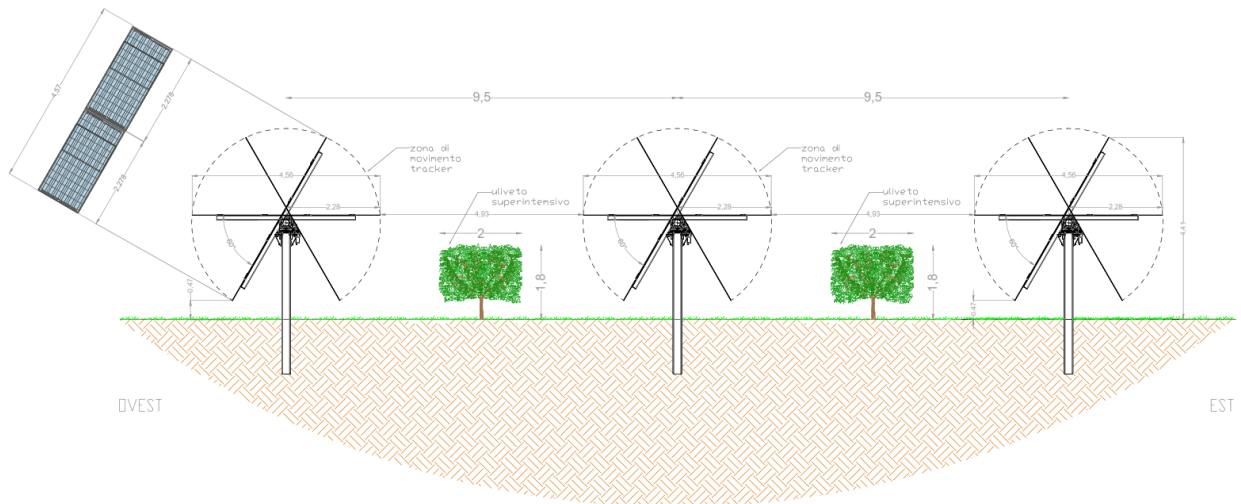 4,57
2,278
2,278
9,5
9,5
zona di
movimento
tracker
zona di
movimento
tracker
4,56
4,56
4,56
uliveto
superintensivo
uliveto
superintensivo
2,28
2,28
2,28
4,93
4,93
4,41
2
2
60°
60°
60°
1,8
1,8
0,47
0,47
OVEST
EST